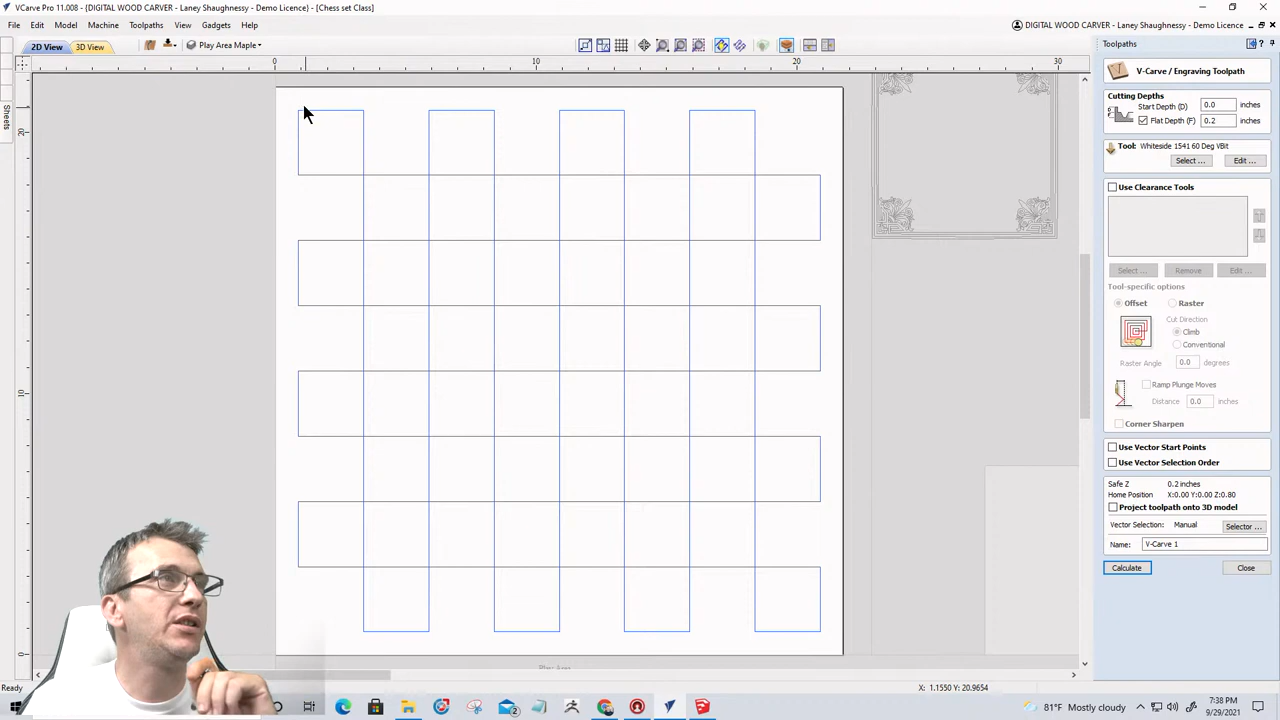 VCarve Pro 11.008 - (DIGITAL WOOD CARVER - Laney Shaughnessy - Demo Licence) - [Chess set Class]
File Edit Model Machine Toolpaths View Gadgets Help
DIGITAL WOOD CARVER - Laney Shaughnessy - Demo Licence
2D View 3D View Play Area Maple
Toolpaths
0 10 20 30
Sheets
20
10
0
V-Carve / Engraving Toolpath
Cutting Depths
Start Depth (D) 0.0 inches
Flat Depth (F) 0.2 inches
Tool: Whiteside 1541 60 Deg VBit
Select ... Edit ...
Use Clearance Tools
Select ... Remove Edit ...
Tool-specific options
Offset Raster
Cut Direction
Climb
Conventional
Raster Angle 0.0 degrees
Ramp Plunge Moves
Distance 0.0 inches
Corner Sharpen
Use Vector Start Points
Use Vector Selection Order
Safe Z 0.2 inches
Home Position X:0.00 Y:0.00 Z:0.80
Project toolpath onto 3D model
Vector Selection: Manual Selector ...
Name: V-Carve 1
Calculate Close
Play Area
Ready
X: 1.1550 Y: 20.9654
2
81°F Mostly cloudy
7:38 PM
9/29/2021